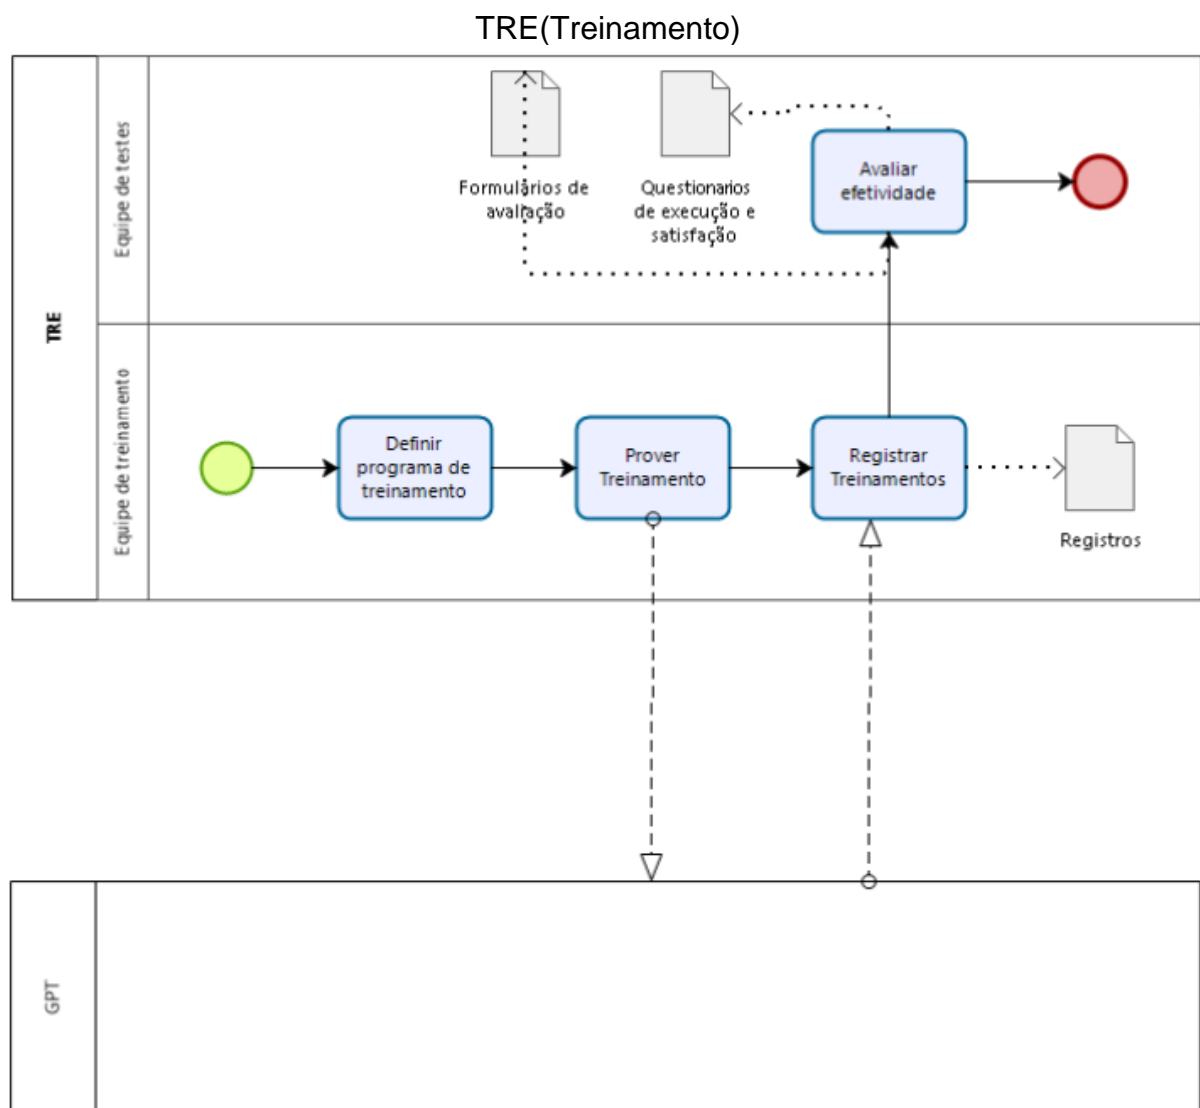 TRE(Treinamento)
TRE
Equipe de testes
Formulários de
avaliação
Questionarios
de execução e
satisfação
Avaliar
efetividade
Equipe de treinamento
Definir
programa de
treinamento
Prover
Treinamento
Registrar
Treinamentos
Registros
GPT